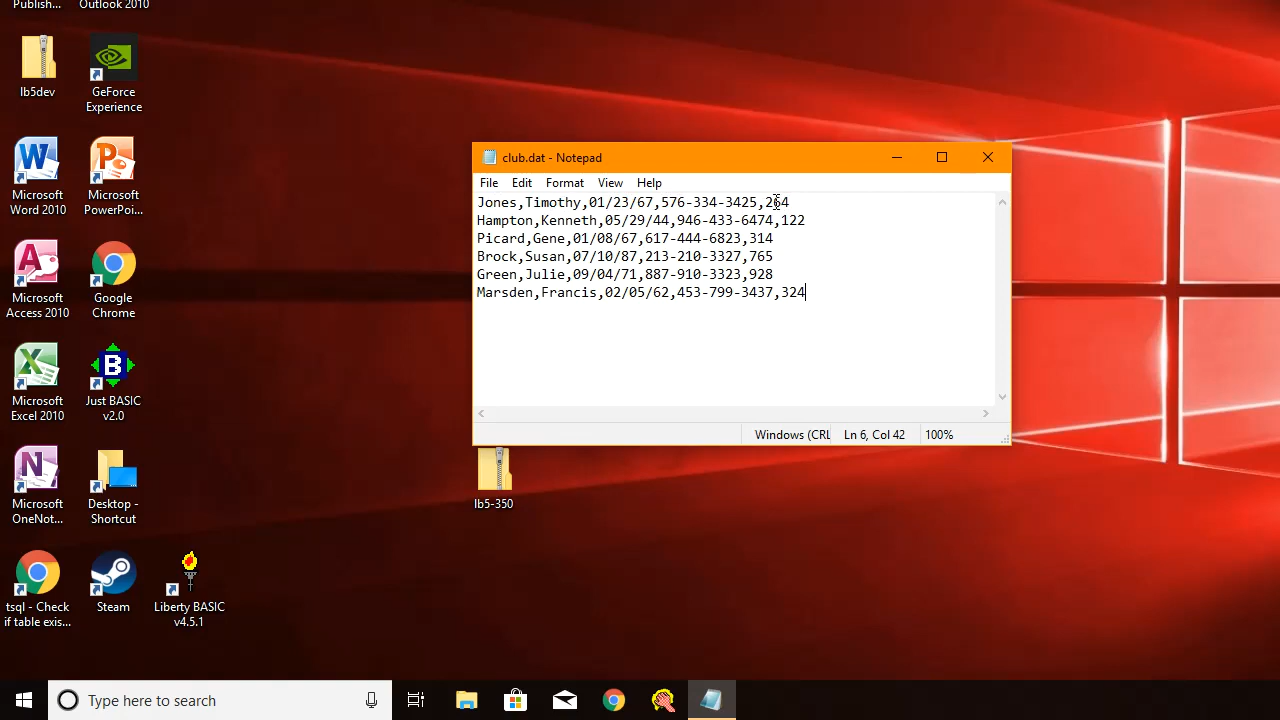 Publish...
Outlook 2010
lb5dev
GeForce
Experience
Microsoft
Word 2010
Microsoft
PowerPoi...
Microsoft
Access 2010
Google
Chrome
Microsoft
Excel 2010
Just BASIC
v2.0
Microsoft
OneNot...
Desktop -
Shortcut
tsql - Check
if table exis...
Steam
Liberty BASIC
v4.5.1
club.dat - Notepad
File Edit Format View Help
Jones,Timothy,01/23/67,576-334-3425,264
Hampton,Kenneth,05/29/44,946-433-6474,122
Picard,Gene,01/08/67,617-444-6823,314
Brock,Susan,07/10/87,213-210-3327,765
Green,Julie,09/04/71,887-910-3323,928
Marsden,Francis,02/05/62,453-799-3437,324
Windows (CRL Ln 6, Col 42 100%
lb5-350
Type here to search